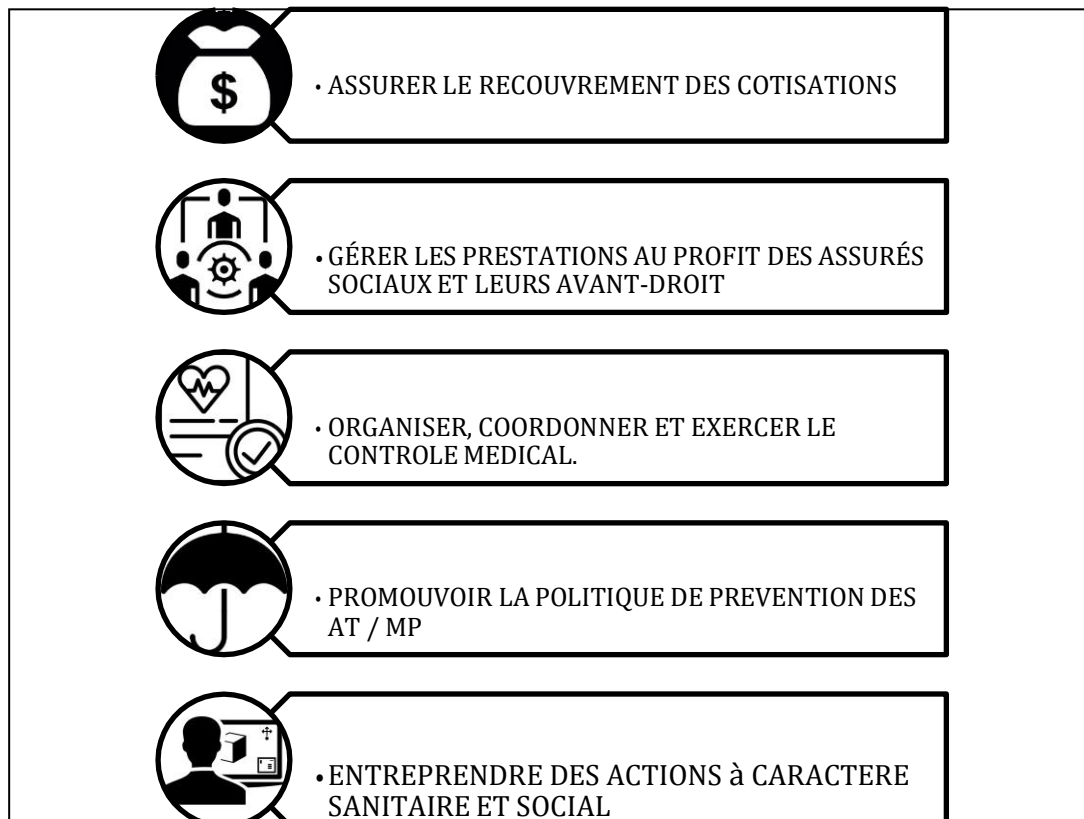 $
• ASSURER LE RECOUVREMENT DES COTISATIONS
• GÉRER LES PRESTATIONS AU PROFIT DES ASSURÉS
SOCIAUX ET LEURS AVANT-DROIT
• ORGANISER, COORDONNER ET EXERCER LE
CONTROLE MEDICAL.
• PROMOUVOIR LA POLITIQUE DE PREVENTION DES
AT / MP
• ENTREPRENDRE DES ACTIONS à CARACTERE
SANITAIRE ET SOCIAL